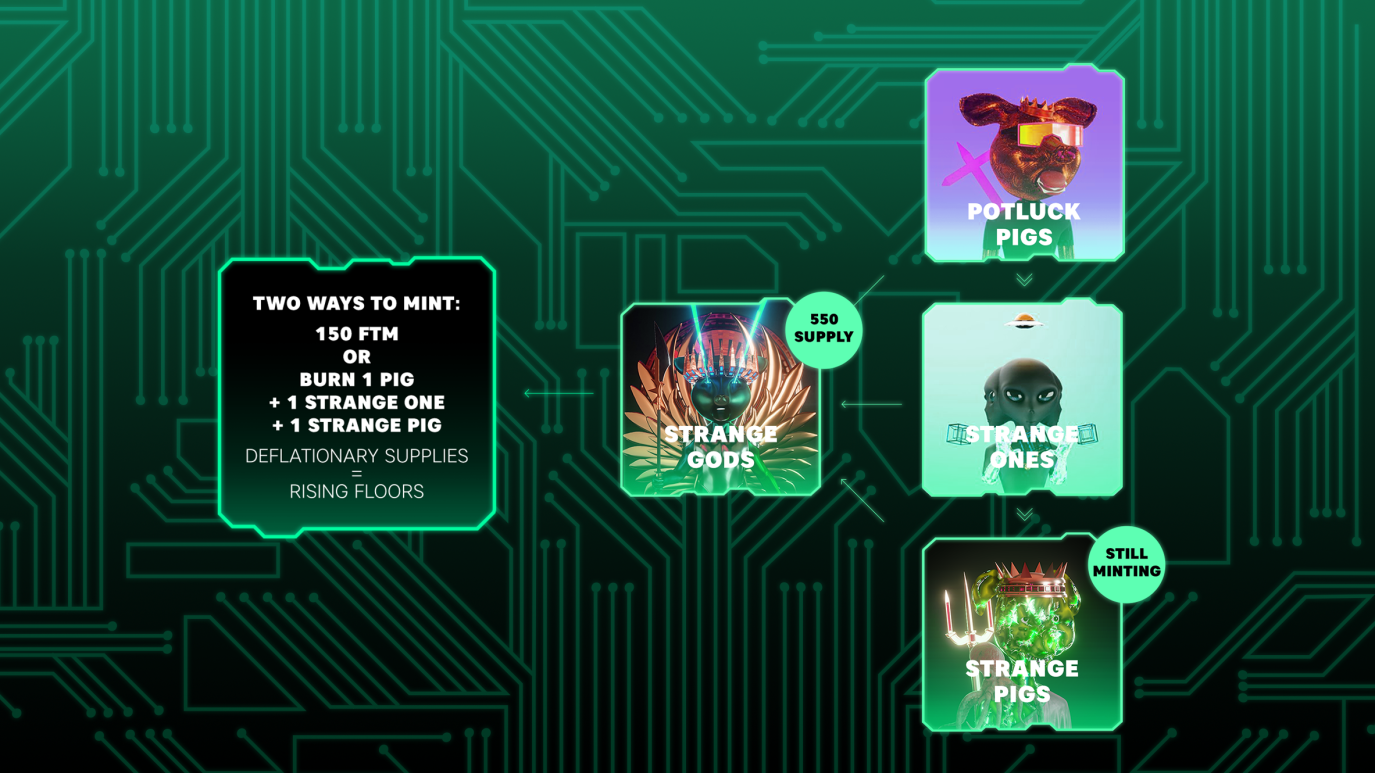 TWO WAYS TO MINT:
150 FTM
OR
BURN 1 PIG
+ 1 STRANGE ONE
+ 1 STRANGE PIG
DEFLATIONARY SUPPLIES
=
RISING FLOORS
550
SUPPLY
STRANGE
GODS
POTLUCK
PIGS
STRANGE
ONES
STILL
MINTING
STRANGE
PIGS